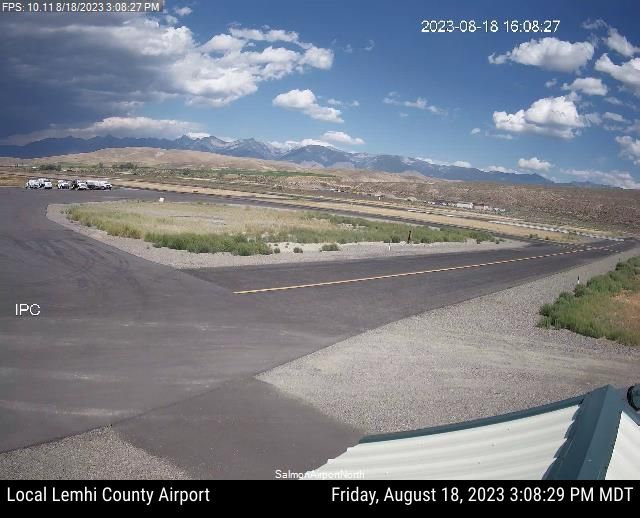 FPS: 10.11 8/18/2023 3:08:27 PM
2023-08-18 16:08:27
IPC
SalmonAirportNorth
Local Lemhi County Airport
Friday, August 18, 2023 3:08:29 PM MDT